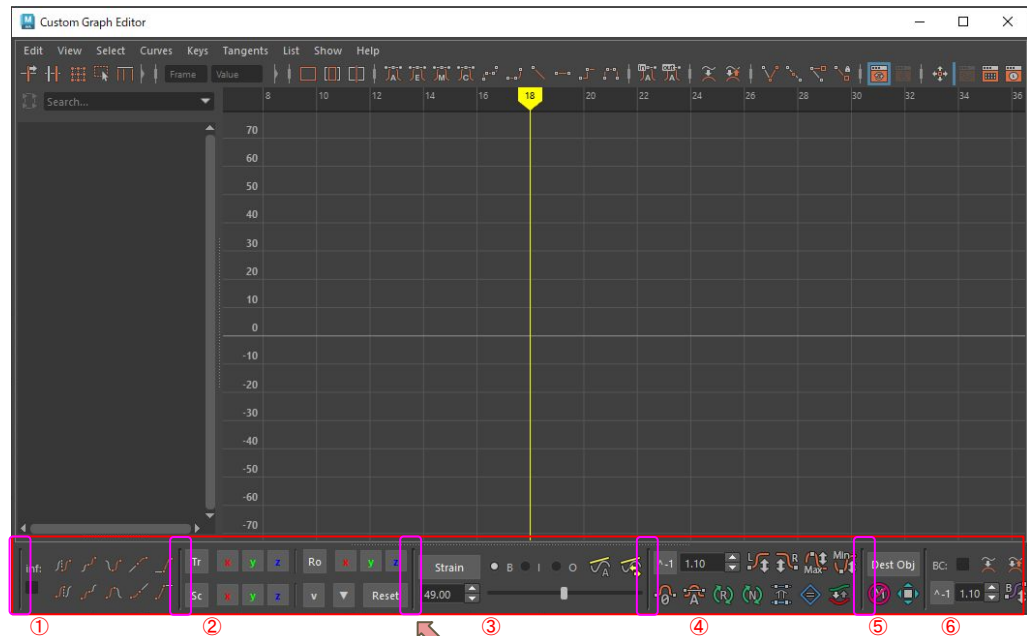 Custom Graph Editor
Edit View Select Curves Keys Tangents List Show Help
Frame Value
Search...
8 10 12 14 16 18 20 22 24 26 28 30 32 34 36
70
60
50
40
30
20
10
0
-10
-20
-30
-40
-50
-60
-70
Inf: Tr x y z Ro x y z Strain B I O A ^-1 1.10 L R Max Min Dest Obj BC:
Sc x y z v ▼ Reset 49.00 0 A R N M ^-1 1.10 B
① ② ③ ④ ⑤ ⑥